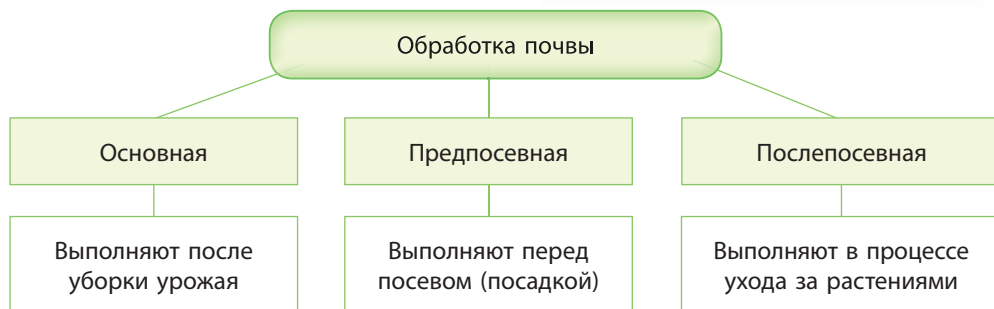 Обработка почвы
Основная
Предпосевная
Послепосевная
Выполняют после
уборки урожая
Выполняют перед
посевом (посадкой)
Выполняют в процессе
ухода за растениями